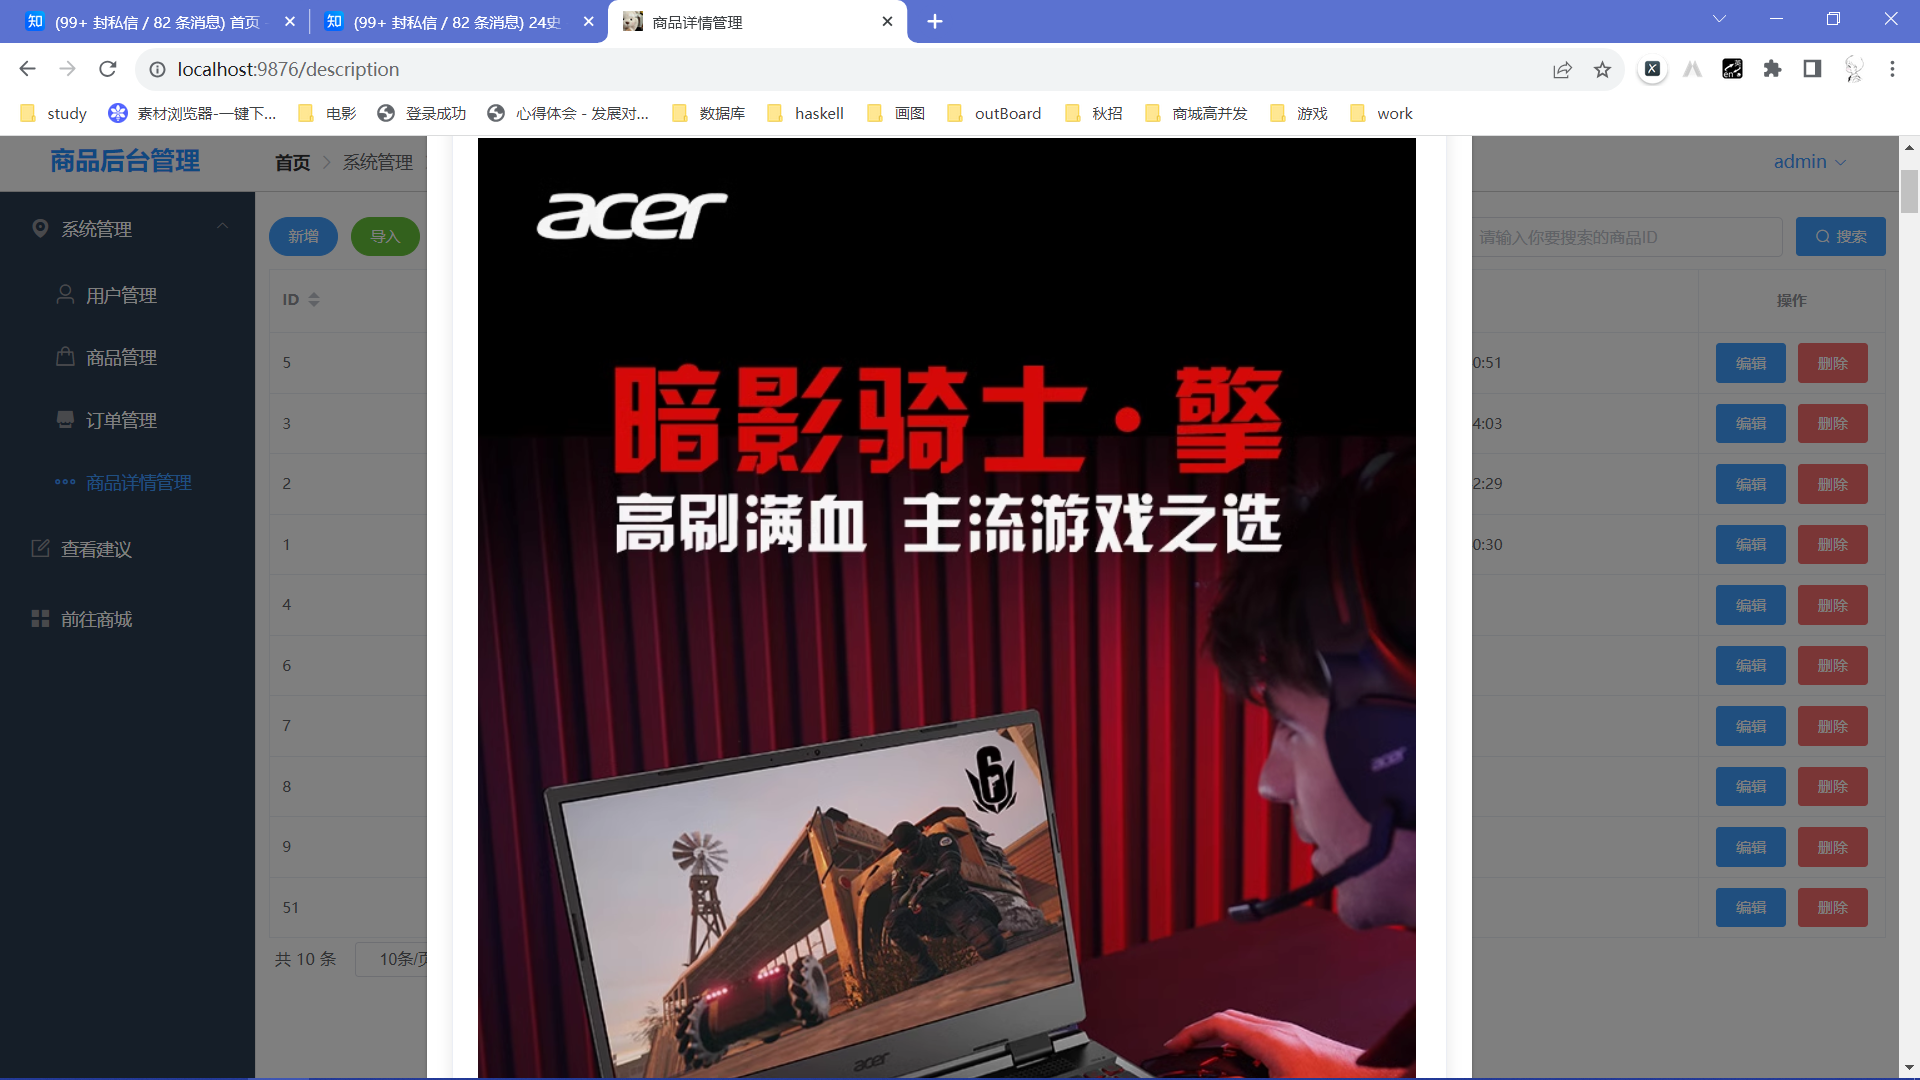 (99+ 封私信 / 82 条消息) 首页
(99+ 封私信 / 82 条消息) 24史
商品详情管理
localhost:9876/description
study
素材浏览器-一键下...
电影
登录成功
心得体会 - 发展对...
数据库
haskell
画图
outBoard
秋招
商城高并发
游戏
work
商品后台管理
首页
系统管理
admin
系统管理
用户管理
商品管理
订单管理
商品详情管理
查看建议
前往商城
新增
导入
请输入你要搜索的商品ID
搜索
ID
操作
5
0:51
编辑
删除
3
4:03
编辑
删除
2
2:29
编辑
删除
1
0:30
编辑
删除
4
编辑
删除
6
编辑
删除
7
编辑
删除
8
编辑
删除
9
编辑
删除
51
编辑
删除
共 10 条
10条/页
acer
暗影骑士·擎
高刷满血 主流游戏之选
6
acer
acer